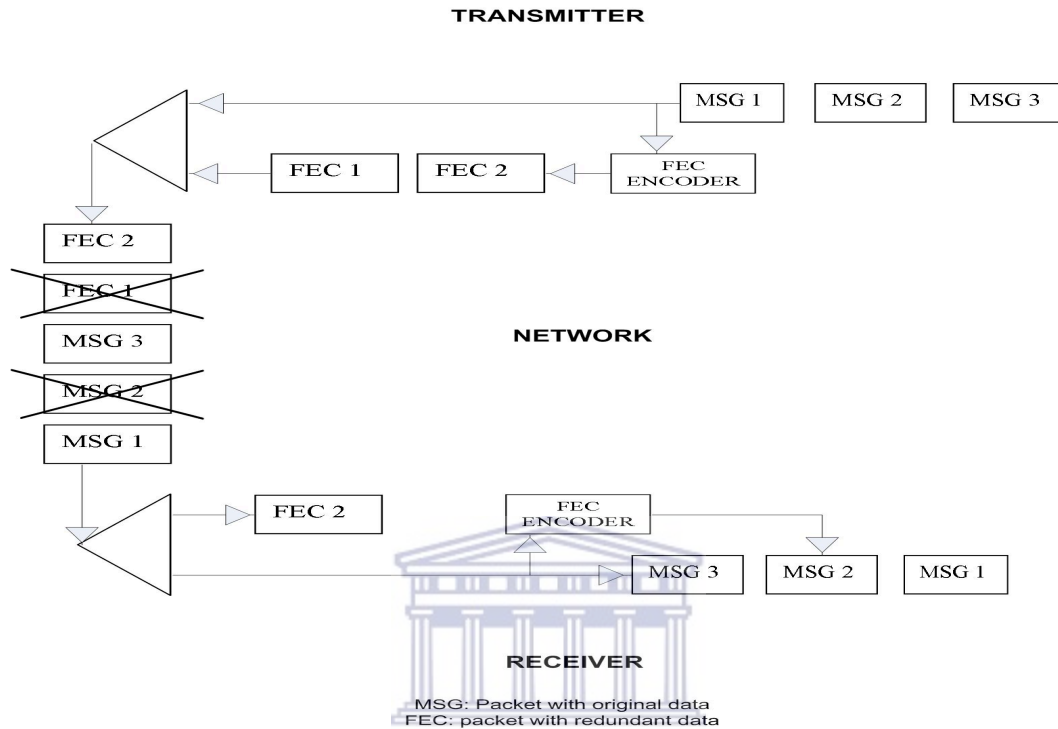 TRANSMITTER
MSG 1
MSG 2
MSG 3
FEC 1
FEC 2
FEC
ENCODER
FEC 2
FEC 1
MSG 3
MSG 2
MSG 1
NETWORK
FEC 2
FEC
ENCODER
MSG 3
MSG 2
MSG 1
RECEIVER
MSG: Packet with original data
FEC: packet with redundant data